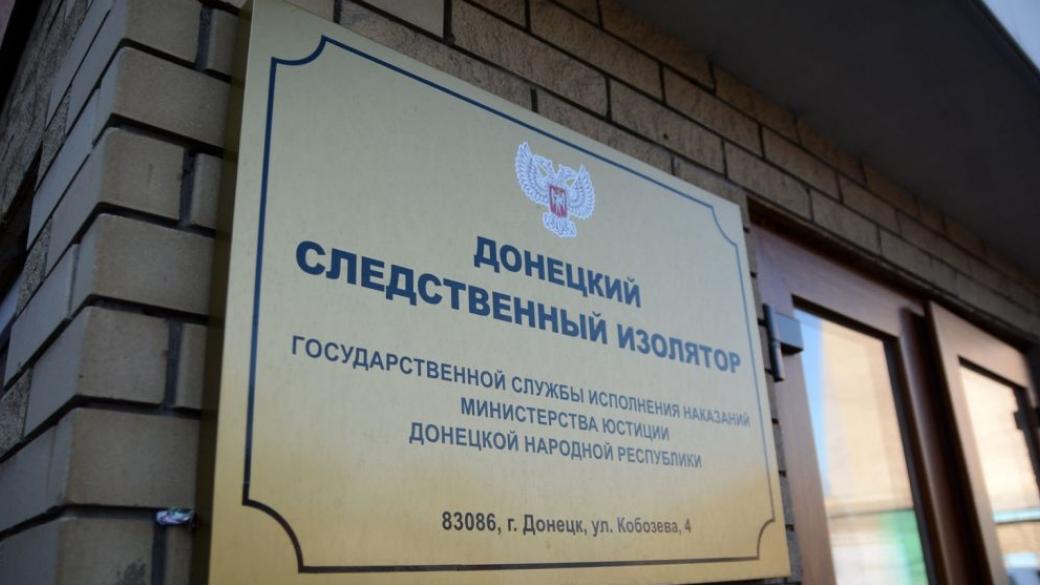 ДОНЕЦКИЙ
СЛЕДСТВЕННЫЙ ИЗОЛЯТОР
ГОСУДАРСТВЕННОЙ СЛУЖБЫ ИСПОЛНЕНИЯ НАКАЗАНИЙ
МИНИСТЕРСТВА ЮСТИЦИИ
ДОНЕЦКОЙ НАРОДНОЙ РЕСПУБЛИКИ
83086, г. Донецк, ул. Кобозева, 4